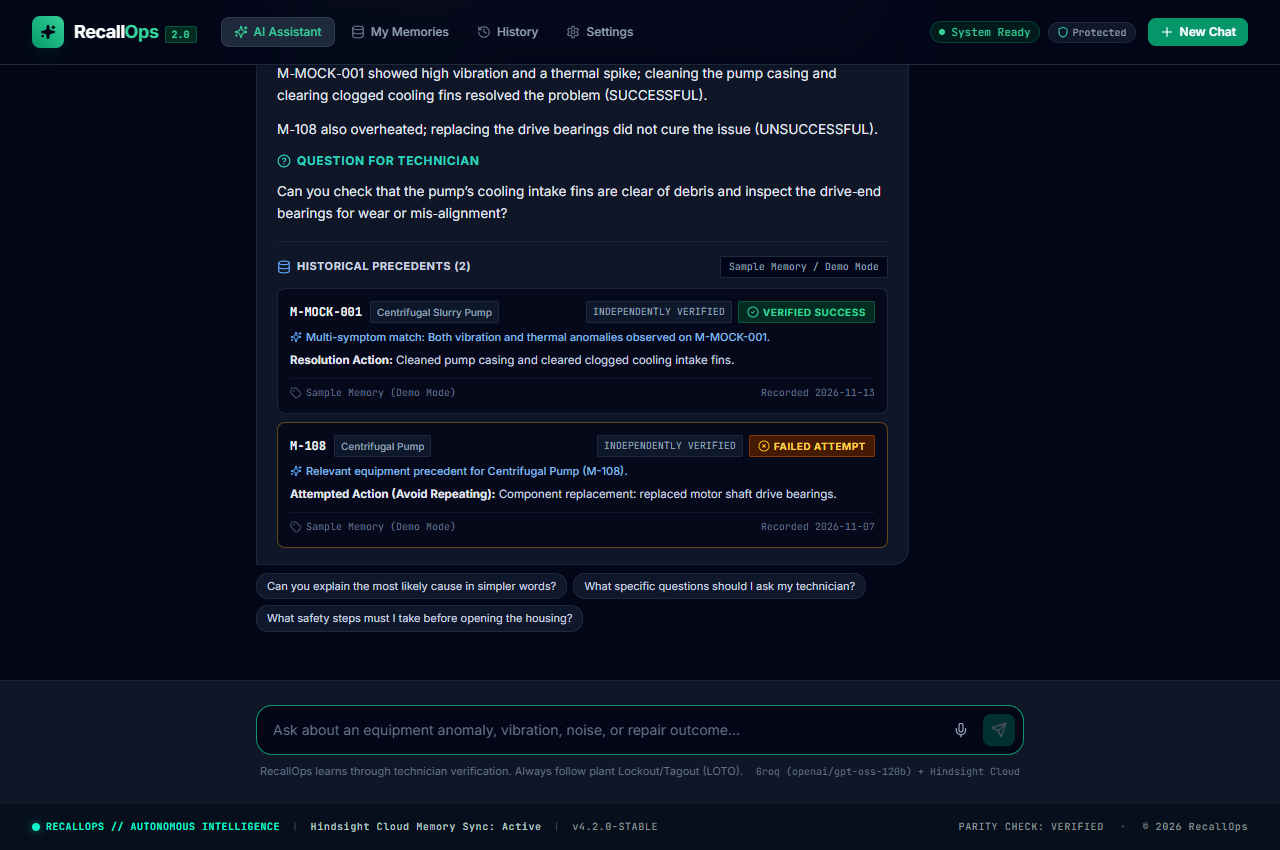 RecallOps 2.0
AI Assistant
My Memories
History
Settings
System Ready
Protected
New Chat
M-MOCK-001 showed high vibration and a thermal spike; cleaning the pump casing and
clearing clogged cooling fins resolved the problem (SUCCESSFUL).
M-108 also overheated; replacing the drive bearings did not cure the issue (UNSUCCESSFUL).
QUESTION FOR TECHNICIAN
Can you check that the pump’s cooling intake fins are clear of debris and inspect the drive-end
bearings for wear or mis-alignment?
HISTORICAL PRECEDENTS (2)
Sample Memory / Demo Mode
M-MOCK-001 Centrifugal Slurry Pump INDEPENDENTLY VERIFIED VERIFIED SUCCESS
Multi-symptom match: Both vibration and thermal anomalies observed on M-MOCK-001.
Resolution Action: Cleaned pump casing and cleared clogged cooling intake fins.
Sample Memory (Demo Mode) Recorded 2026-11-13
M-108 Centrifugal Pump INDEPENDENTLY VERIFIED FAILED ATTEMPT
Relevant equipment precedent for Centrifugal Pump (M-108).
Attempted Action (Avoid Repeating): Component replacement: replaced motor shaft drive bearings.
Sample Memory (Demo Mode) Recorded 2026-11-07
Can you explain the most likely cause in simpler words?
What specific questions should I ask my technician?
What safety steps must I take before opening the housing?
Ask about an equipment anomaly, vibration, noise, or repair outcome...
RecallOps learns through technician verification. Always follow plant Lockout/Tagout (LOTO). Groq (openai/gpt-oss-120b) + Hindsight Cloud
RECALLOPS // AUTONOMOUS INTELLIGENCE | Hindsight Cloud Memory Sync: Active | v4.2.0-STABLE
PARITY CHECK: VERIFIED · © 2026 RecallOps